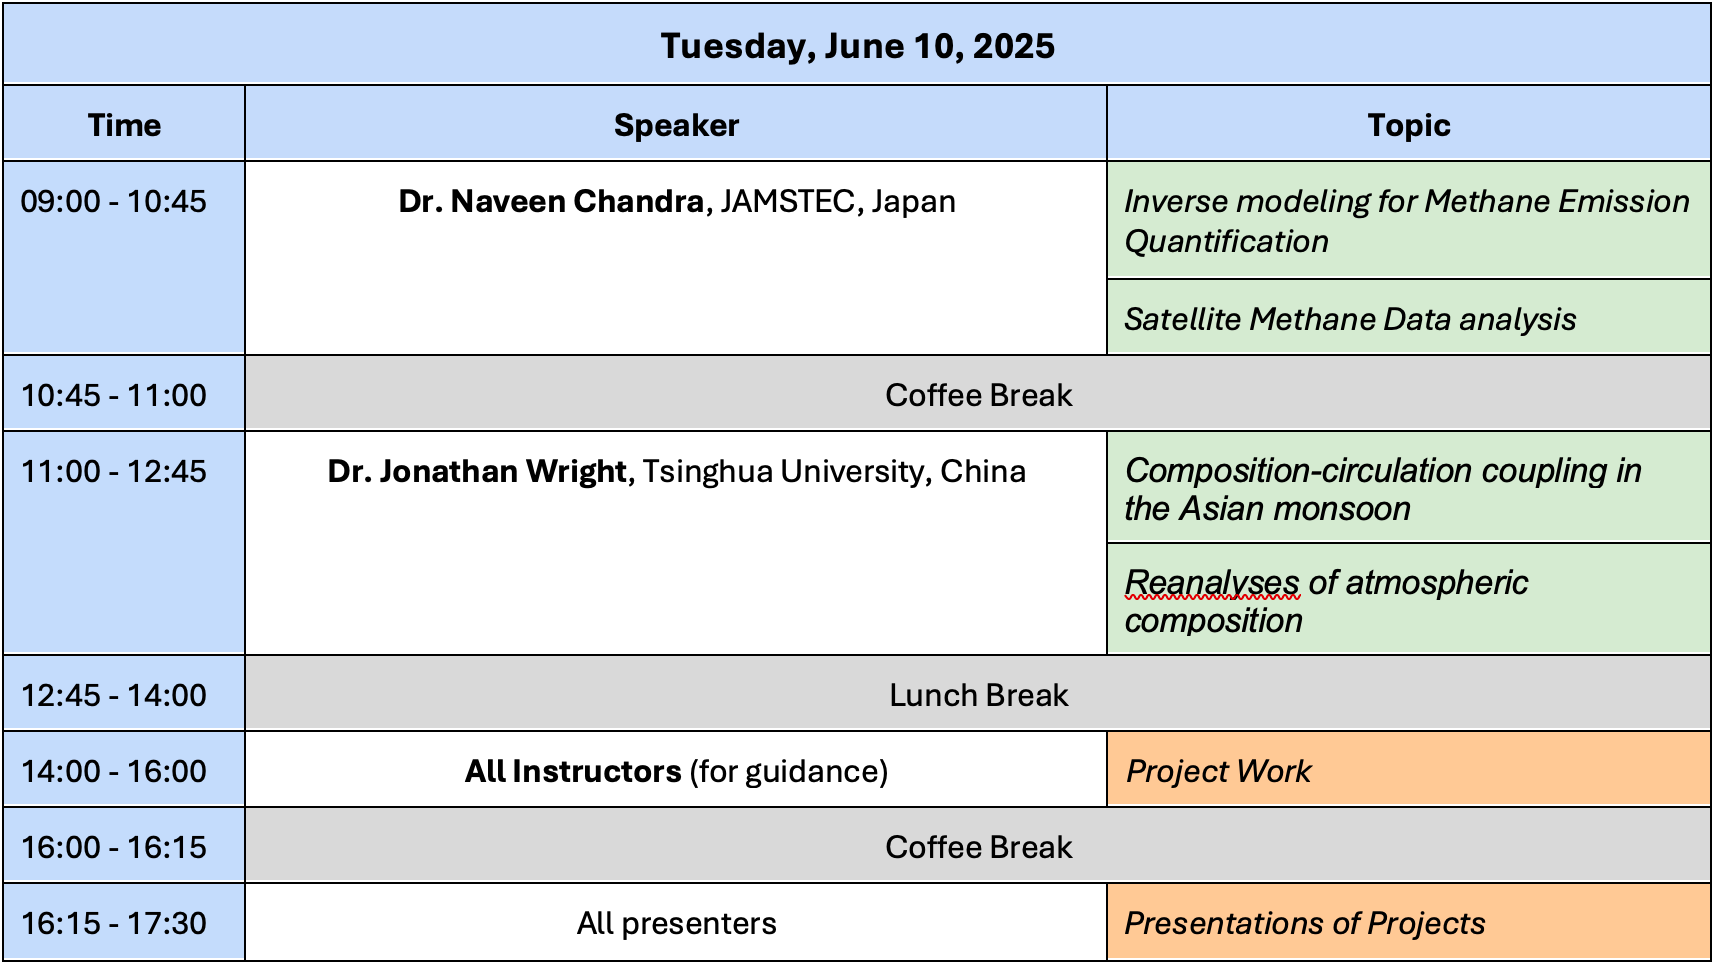 Tuesday, June 10, 2025
Time Speaker Topic
09:00 - 10:45
Dr. Naveen Chandra, JAMSTEC, Japan
Inverse modeling for Methane Emission
Quantification
Satellite Methane Data analysis
10:45 - 11:00
Coffee Break
11:00 - 12:45
Dr. Jonathan Wright, Tsinghua University, China
Composition-circulation coupling in
the Asian monsoon
Reanalyses of atmospheric
composition
12:45 - 14:00
Lunch Break
14:00 - 16:00
All Instructors (for guidance)
Project Work
16:00 - 16:15
Coffee Break
16:15 - 17:30
All presenters
Presentations of Projects